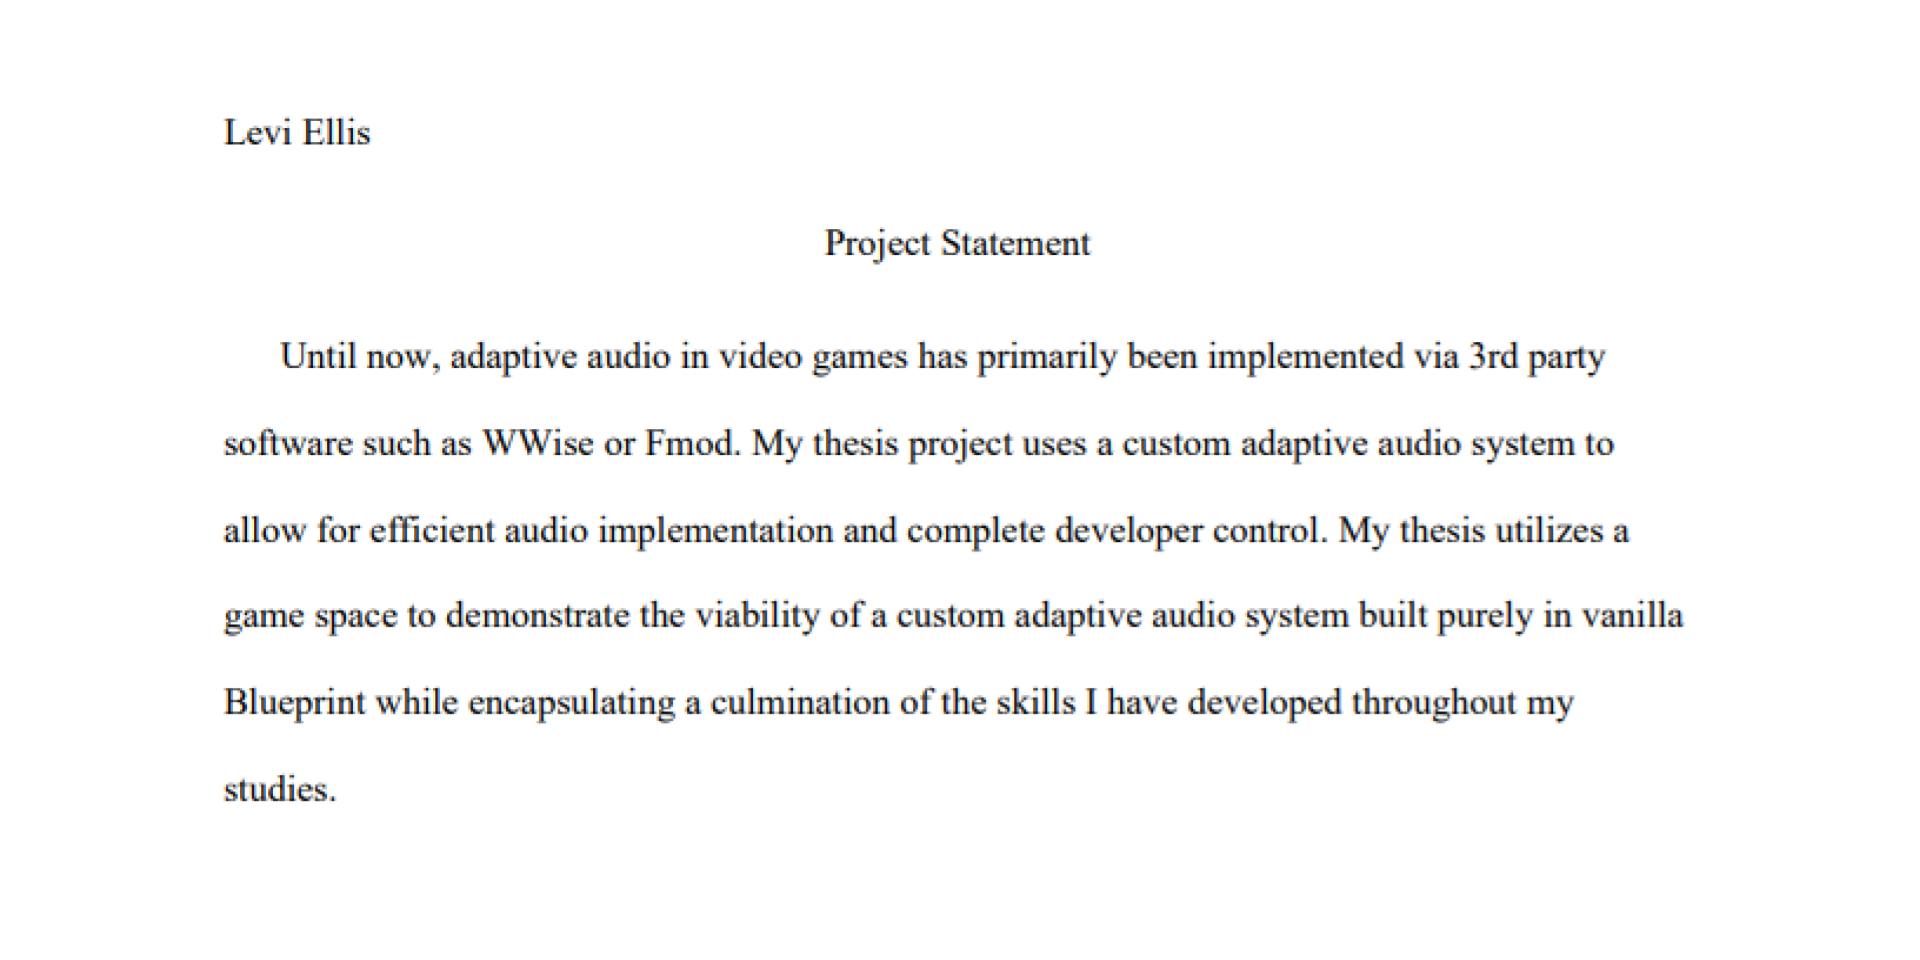 Levi Ellis
Project Statement
Until now, adaptive audio in video games has primarily been implemented via 3rd party
software such as WWise or Fmod. My thesis project uses a custom adaptive audio system to
allow for efficient audio implementation and complete developer control. My thesis utilizes a
game space to demonstrate the viability of a custom adaptive audio system built purely in vanilla
Blueprint while encapsulating a culmination of the skills I have developed throughout my
studies.